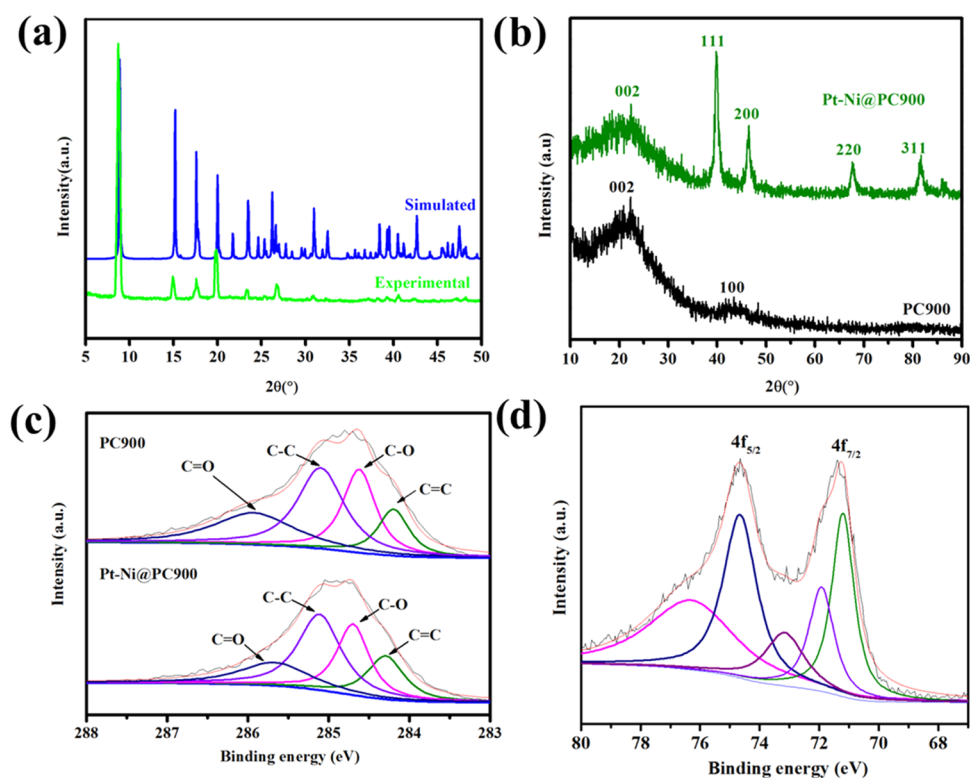 (a)
Intensity(a.u.)
Simulated
Experimental
5 10 15 20 25 30 35 40 45 50
2θ(°)
(b)
Intensity(a.u)
111
002
200
Pt-Ni@PC900
220
311
002
100
PC900
10 20 30 40 50 60 70 80 90
2θ(°)
(c)
Intensity (a.u.)
PC900
C-C
C-O
C=O
C=C
Pt-Ni@PC900
C-C
C-O
C=O
C=C
288 287 286 285 284 283
Binding energy (eV)
(d)
Intensity (a.u.)
4f5/2
4f7/2
80 78 76 74 72 70 68
Binding energy (eV)